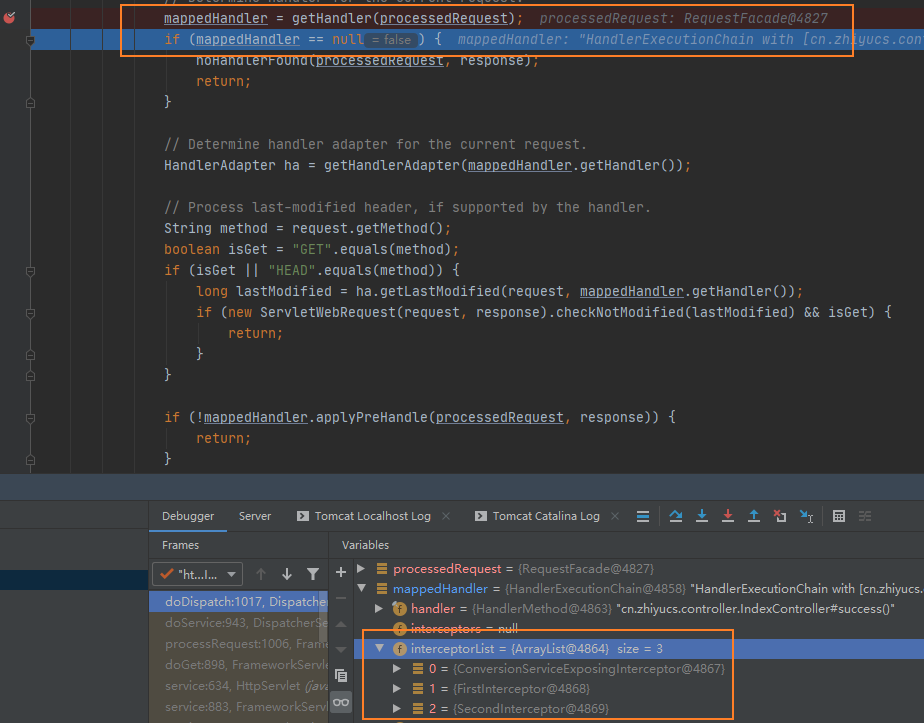 // Determine handler for the current request.
mappedHandler = getHandler(processedRequest);  processedRequest: RequestFacade@4827
if (mappedHandler == null = false ) {  mappedHandler: "HandlerExecutionChain with [cn.zhiyucs.cont
noHandlerFound(processedRequest, response);
return;
}
// Determine handler adapter for the current request.
HandlerAdapter ha = getHandlerAdapter(mappedHandler.getHandler());
// Process last-modified header, if supported by the handler.
String method = request.getMethod();
boolean isGet = "GET".equals(method);
if (isGet || "HEAD".equals(method)) {
long lastModified = ha.getLastModified(request, mappedHandler.getHandler());
if (new ServletWebRequest(request, response).checkNotModified(lastModified) && isGet) {
return;
}
}
if (!mappedHandler.applyPreHandle(processedRequest, response)) {
return;
}
Debugger Server Tomcat Localhost Log Tomcat Catalina Log
Frames Variables
"ht...l...
processedRequest = {RequestFacade@4827}
mappedHandler = {HandlerExecutionChain@4858} "HandlerExecutionChain with [cn.zhiyucs.
handler = {HandlerMethod@4863} "cn.zhiyucs.controller.IndexController#success()"
interceptors = null
interceptorList = {ArrayList@4864} size = 3
0 = {ConversionServiceExposingInterceptor@4867}
1 = {FirstInterceptor@4868}
2 = {SecondInterceptor@4869}
doDispatch:1017, Dispatcher
doService:943, DispatcherSe
processRequest:1006, Framew
doGet:898, FrameworkServle
service:634, HttpServlet (java
service:883, FrameworkServl